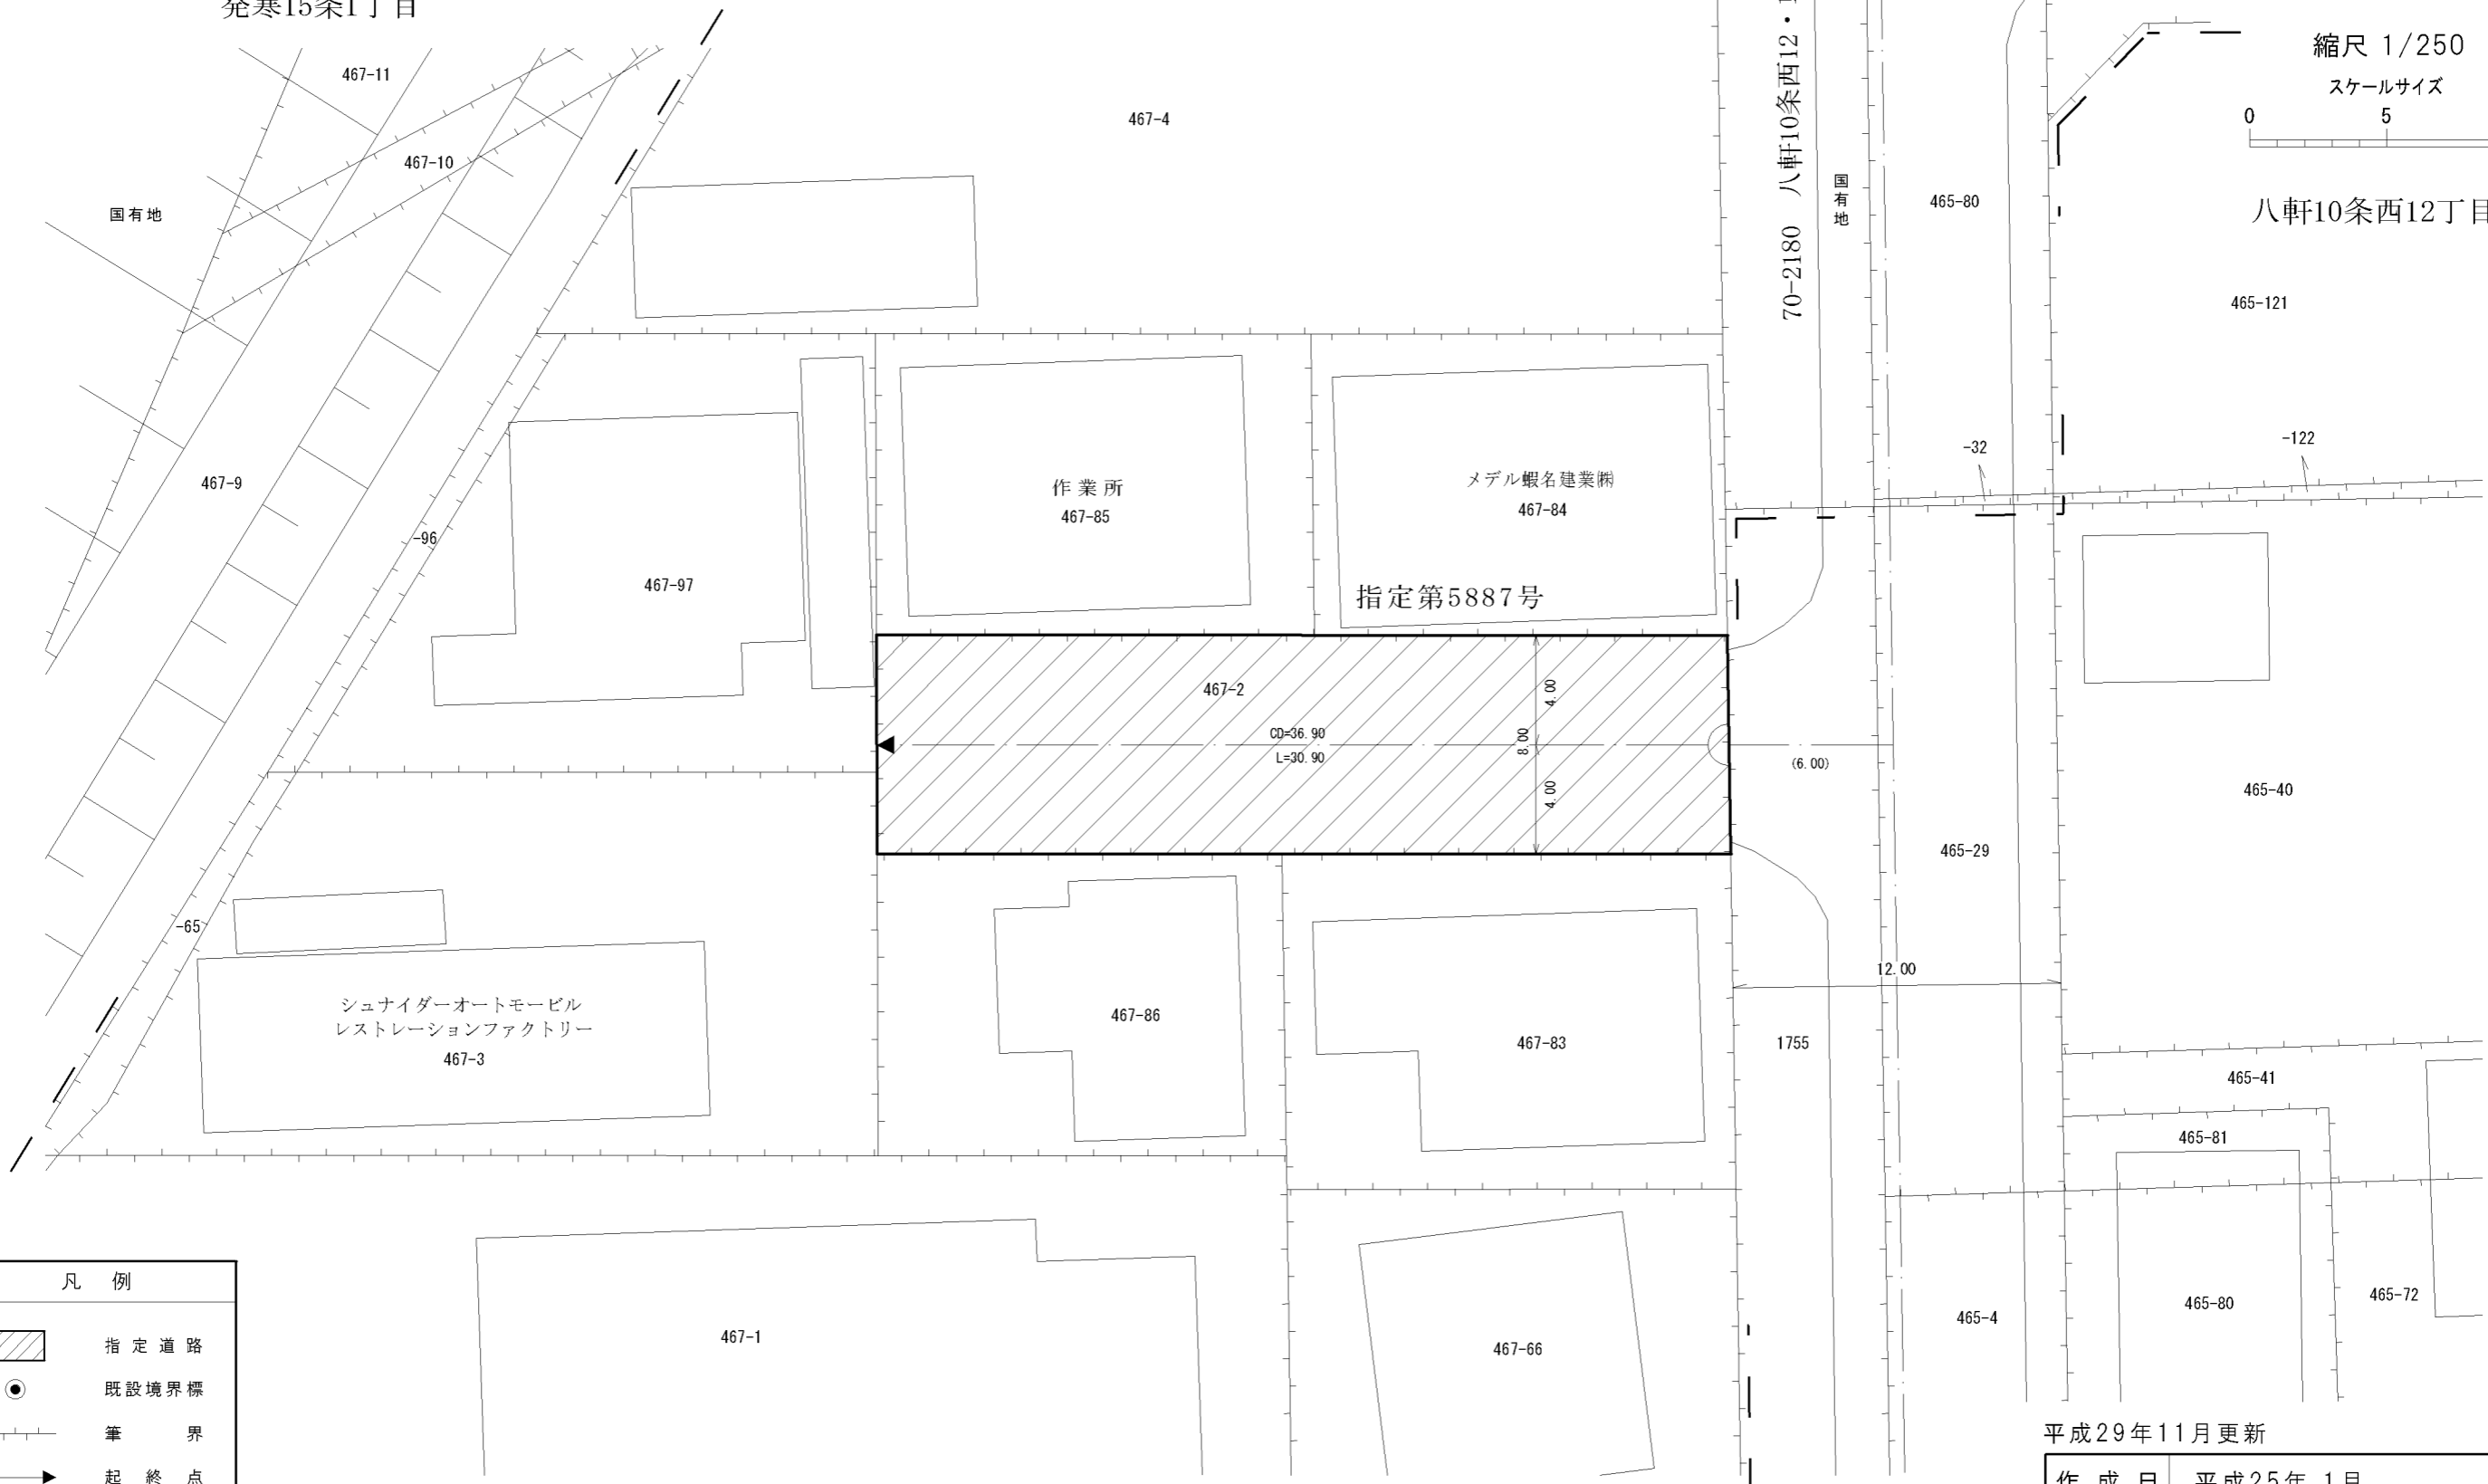 発寒15条1丁目
467-11
467-10
国有地
467-4
70-2180 八軒10条西12・
国有地
465-80
縮尺 1/250
スケールサイズ
0 5
八軒10条西12丁目
465-121
-32
-122
467-9
-96
467-97
作業所
467-85
メデル蝦名建業㈱
467-84
指定第5887号
467-2
CD=36.90
L=30.90
4.00
8.00
4.00
(6.00)
465-40
465-29
-65
シュナイダーオートモービル
レストレーションファクトリー
467-3
467-86
467-83
12.00
1755
465-41
465-81
467-1
467-66
465-4
465-80
465-72
凡例
指定道路
既設境界標
筆界
起終点
平成29年11月更新
作成日 平成25年 1月